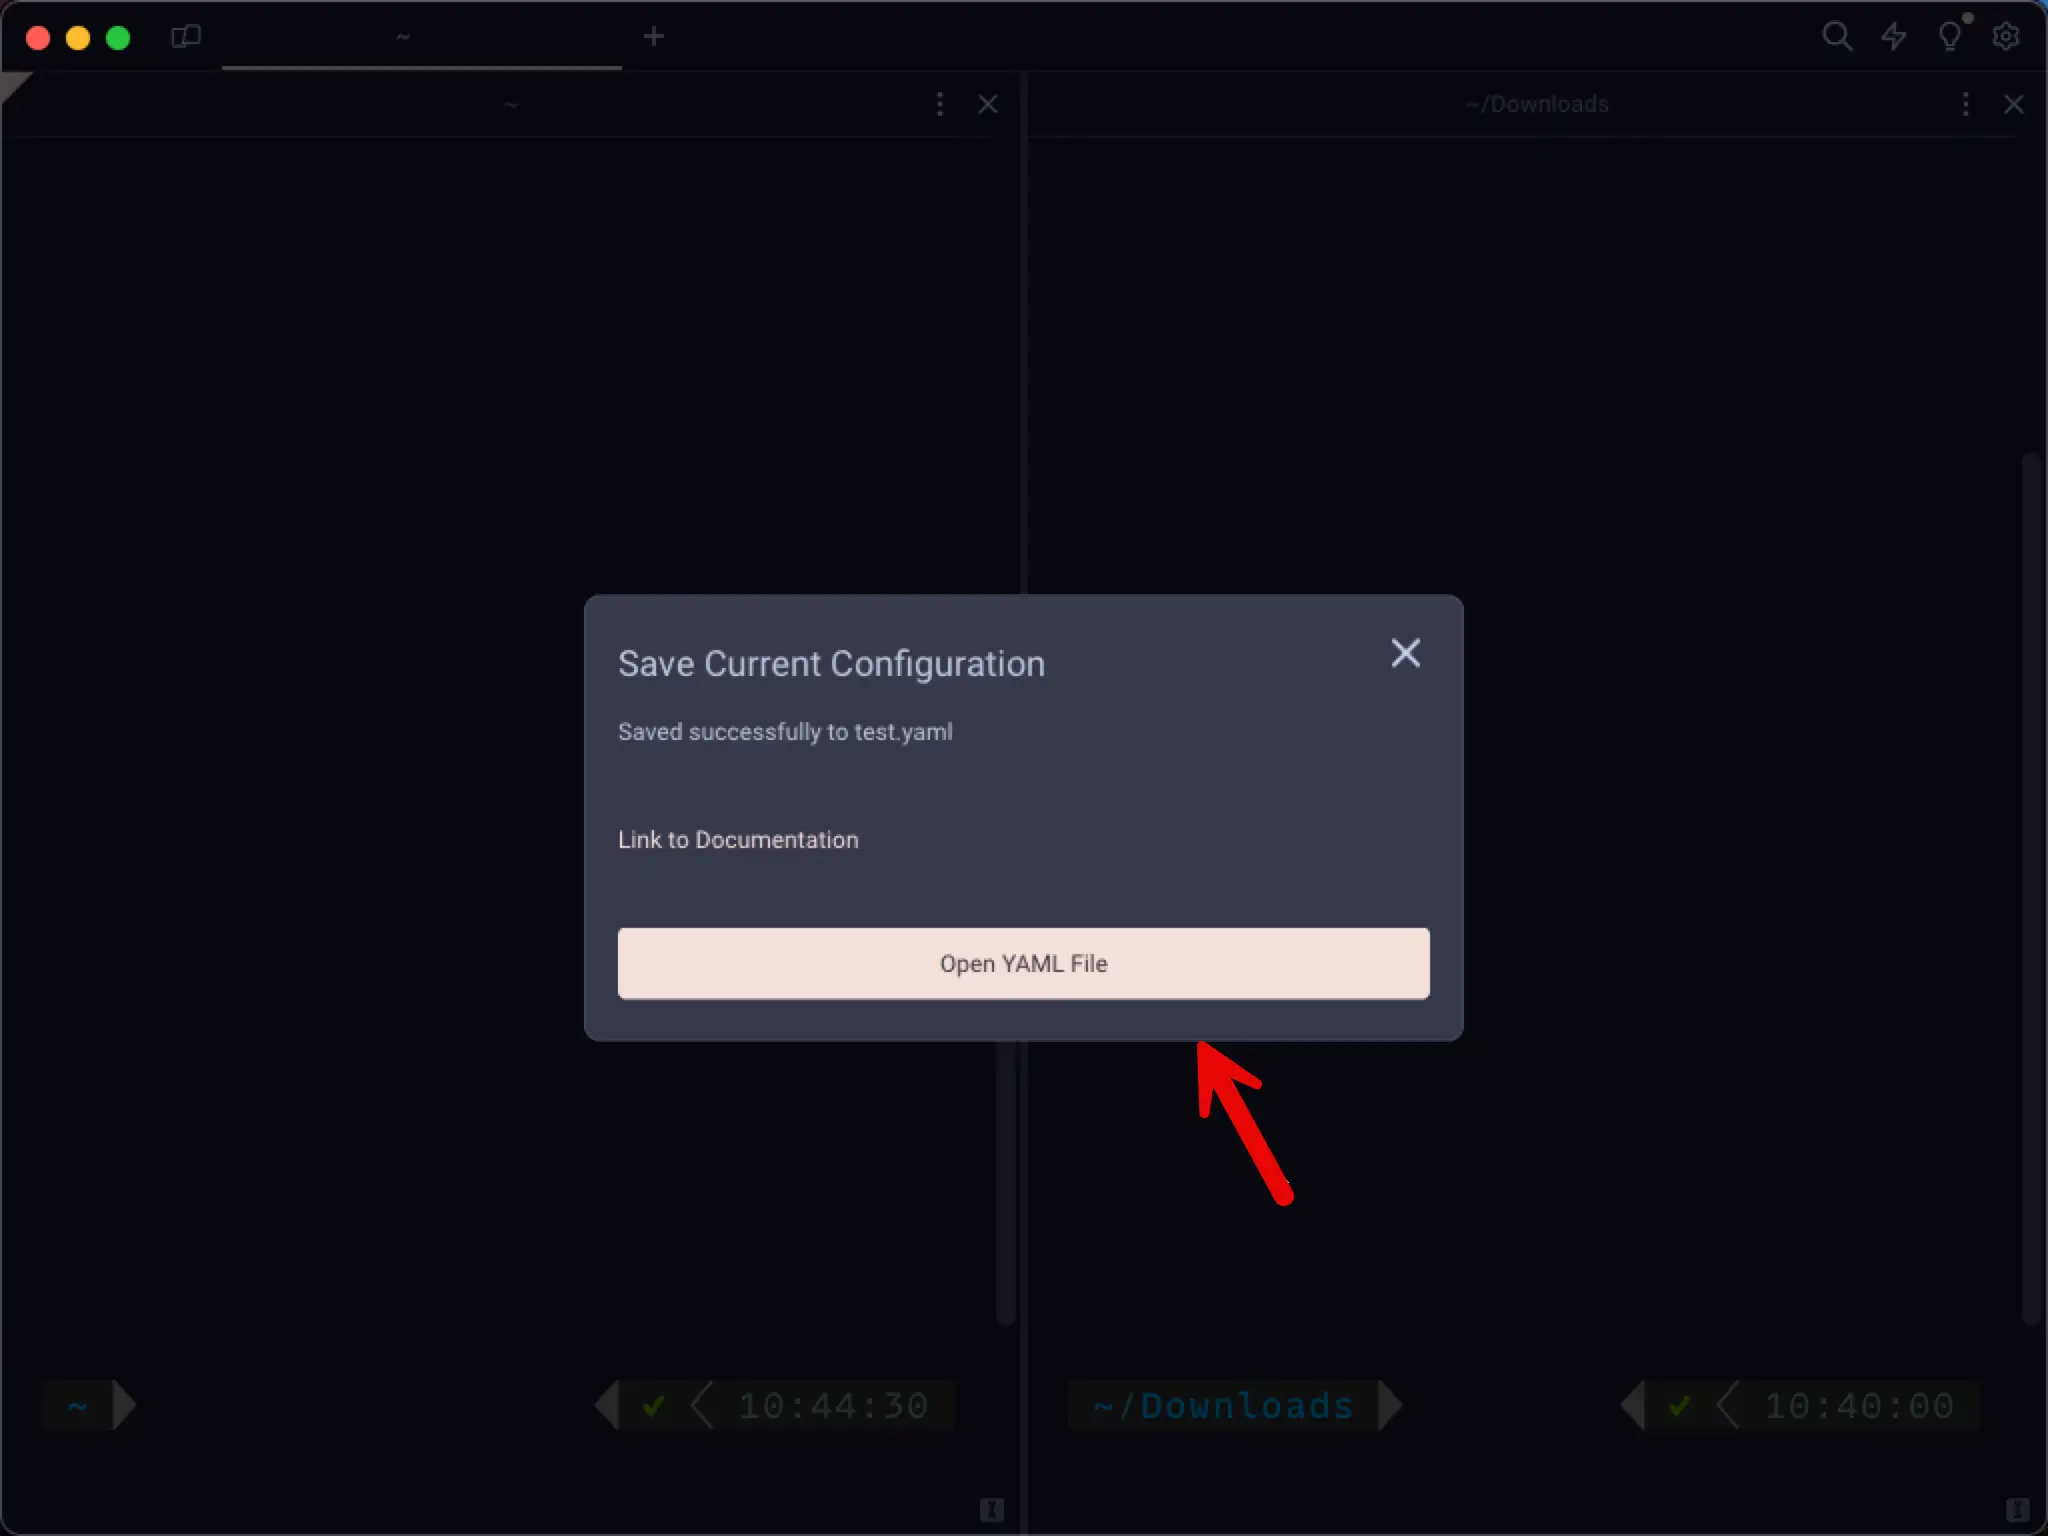 ~
~
~/Downloads
Save Current Configuration
Saved successfully to test.yaml
Link to Documentation
Open YAML File
~
10:44:30
~/Downloads
10:40:00